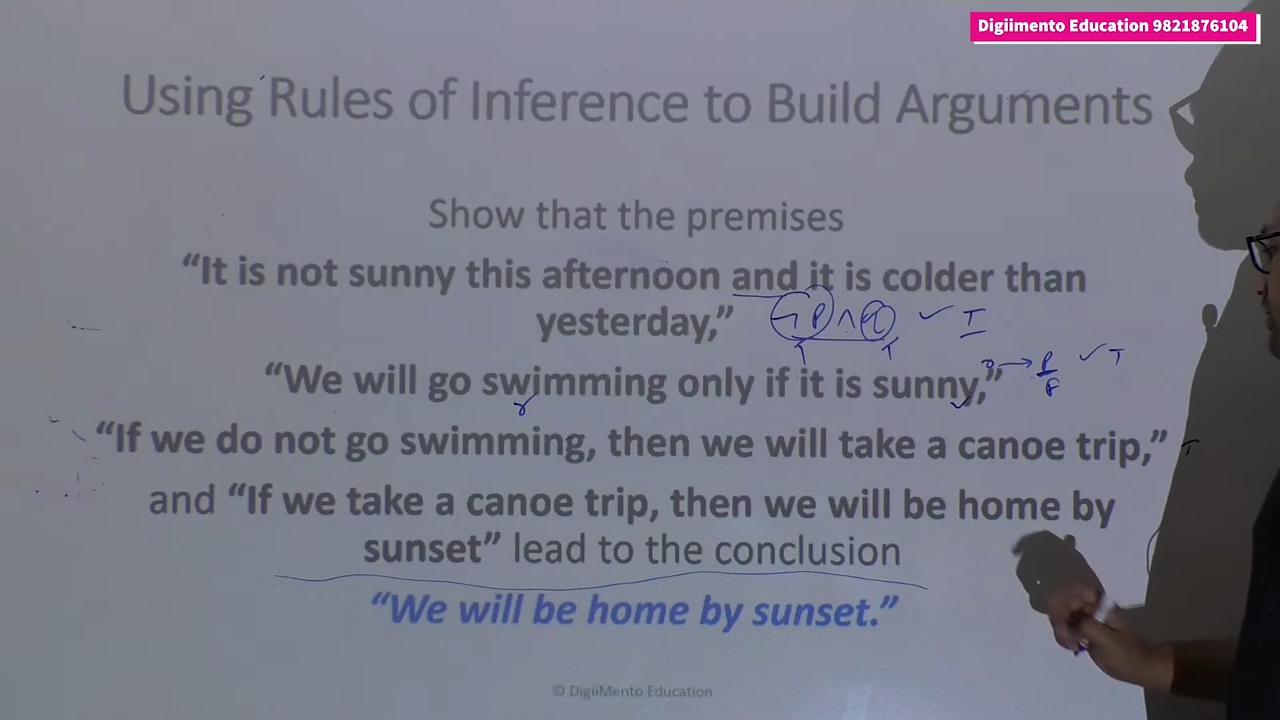 Digiimento Education 9821876104
Using Rules of Inference to Build Arguments
Show that the premises
“It is not sunny this afternoon and it is colder than
yesterday,” ¬P ∧ q ✓ T
T T
r → P ✓ T
“We will go swimming only if it is sunny,”
F
r
“If we do not go swimming, then we will take a canoe trip,” T
and “If we take a canoe trip, then we will be home by
sunset” lead to the conclusion
“We will be home by sunset.”
© DigiiMento Education